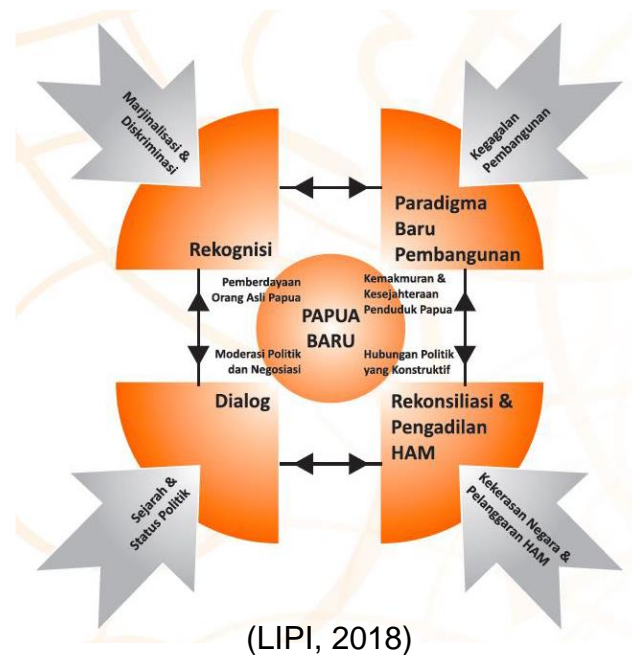 Marjinalisasi &
Diskriminasi
Kegagalan
Pembangunan
Rekognisi
Paradigma
Baru
Pembangunan
Pemberdayaan
Orang Asli Papua
Kemakmuran &
Kesejahteraan
Penduduk Papua
PAPUA
BARU
Moderasi Politik
dan Negosiasi
Hubungan Politik
yang Konstruktif
Dialog
Rekonsiliasi &
Pengadilan
HAM
Sejarah &
Status Politik
Kekerasan Negara &
Pelanggaran HAM
(LIPI, 2018)